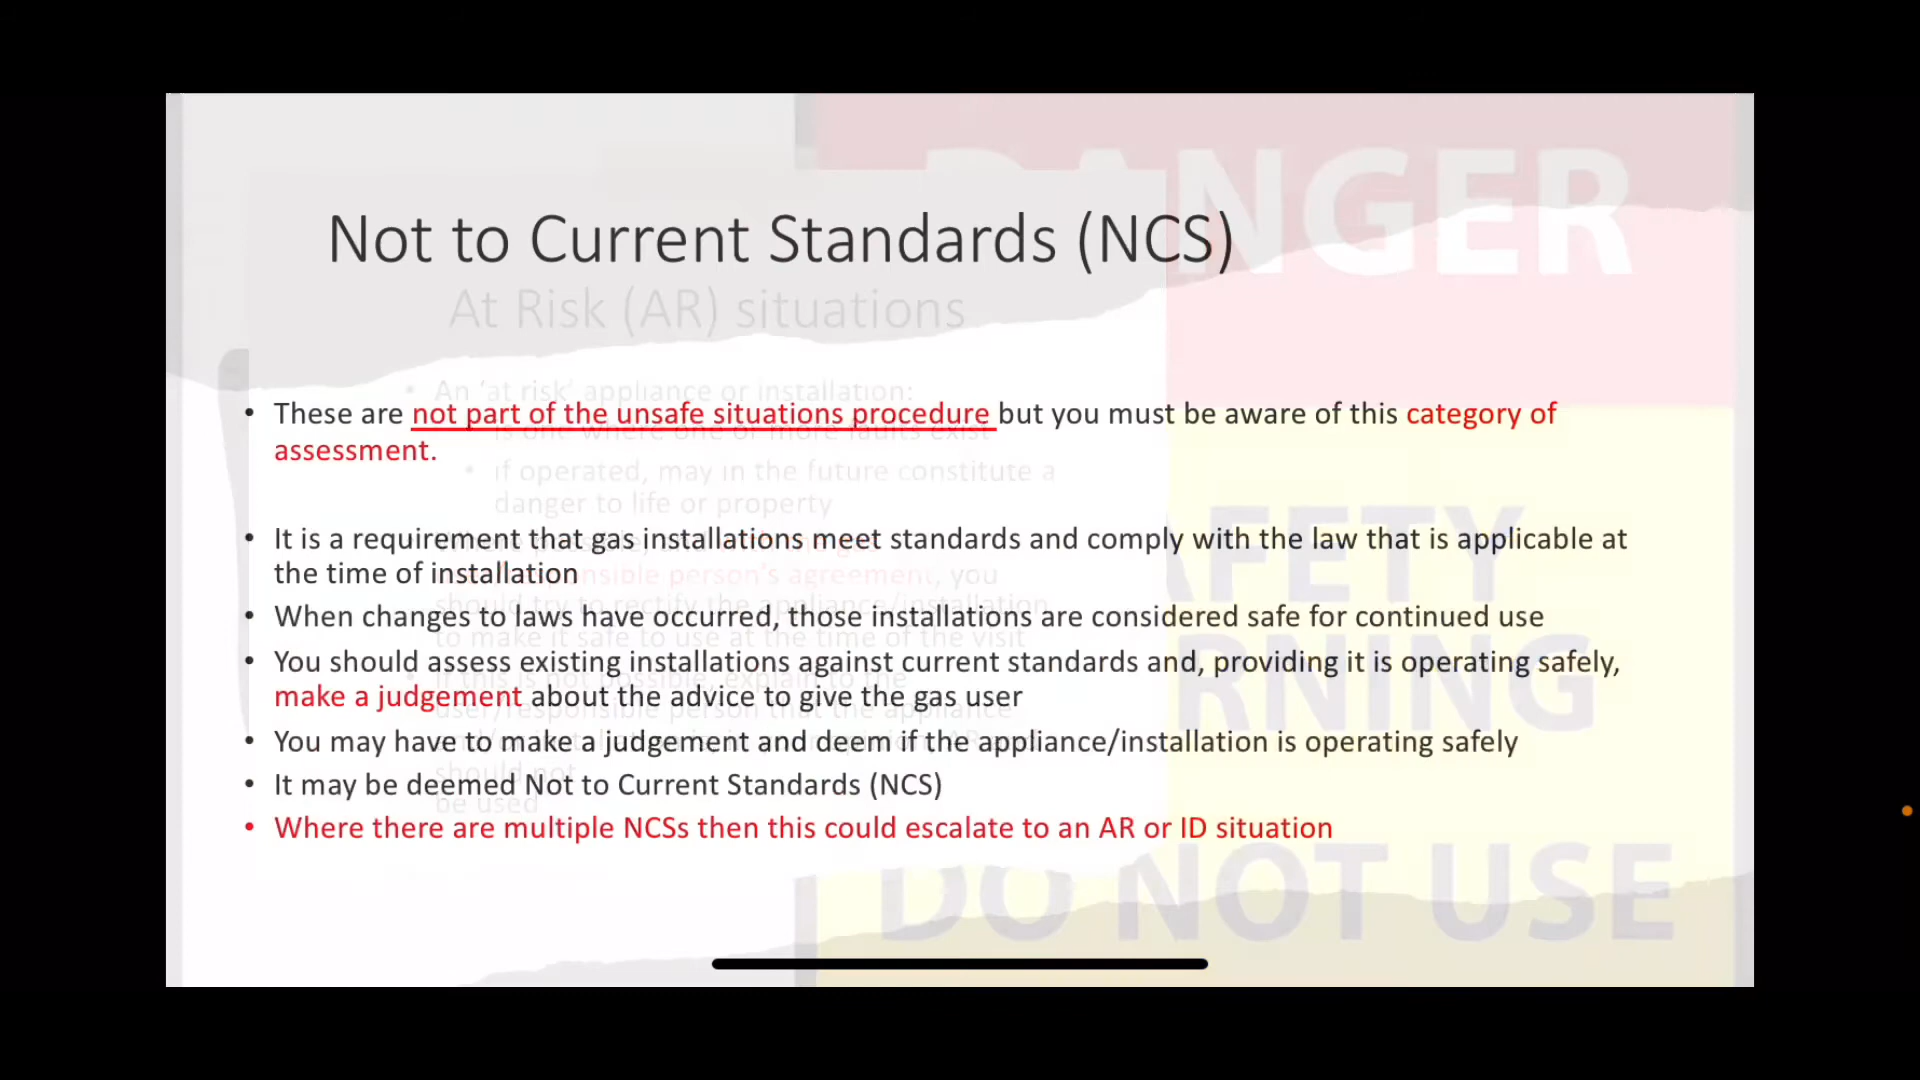 DANGER
Not to Current Standards (NCS)
At Risk (AR) situations
An ‘at risk’ appliance or installation:
• These are not part of the unsafe situations procedure but you must be aware of this category of
assessment.
is one where one or more faults exist
• if operated, may in the future constitute a
danger to life or property
SAFETY
WARNING
• It is a requirement that gas installations meet standards and comply with the law that is applicable at
the time of installation
responsible person’s agreement, you
should try to rectify the appliance/installation
• When changes to laws have occurred, those installations are considered safe for continued use
to make it safe to use at the time of the visit
• You should assess existing installations against current standards and, providing it is operating safely,
If this is not possible, explain to the
make a judgement about the advice to give the gas user
user/responsible person that the appliance
• You may have to make a judgement and deem if the appliance/installation is operating safely
should not
• It may be deemed Not to Current Standards (NCS)
be used
• Where there are multiple NCSs then this could escalate to an AR or ID situation
DO NOT USE